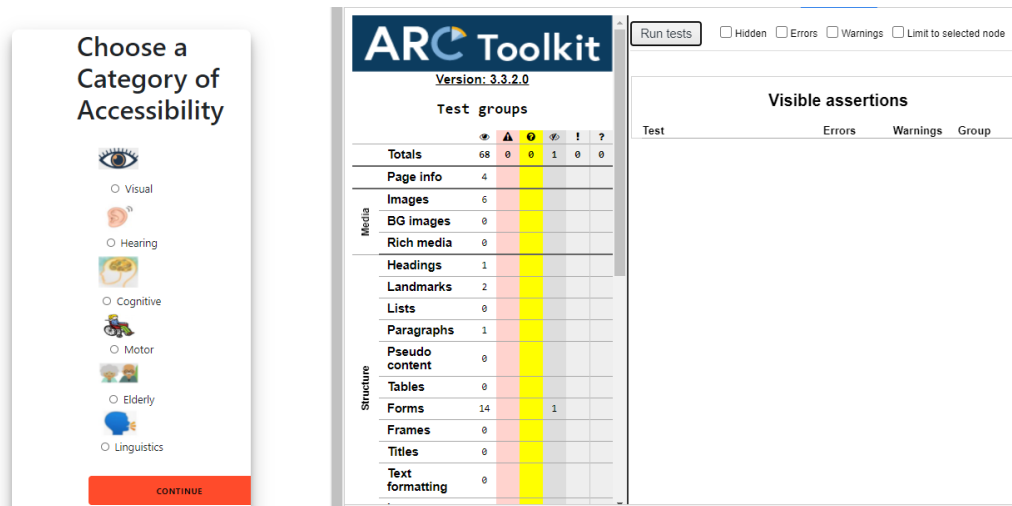 Choose a
Category of
Accessibility
Visual
Hearing
Cognitive
Motor
Elderly
Linguistics
CONTINUE
ARC Toolkit
Version: 3.3.2.0
Test groups
Totals 68 0 0 1 0 0
Page info 4
Media
Images 6
BG images 0
Rich media 0
Structure
Headings 1
Landmarks 2
Lists 0
Paragraphs 1
Pseudo
content 0
Tables 0
Forms 14 1
Frames 0
Titles 0
Text
formatting 0
Run tests Hidden Errors Warnings Limit to selected node
Visible assertions
Test Errors Warnings Group